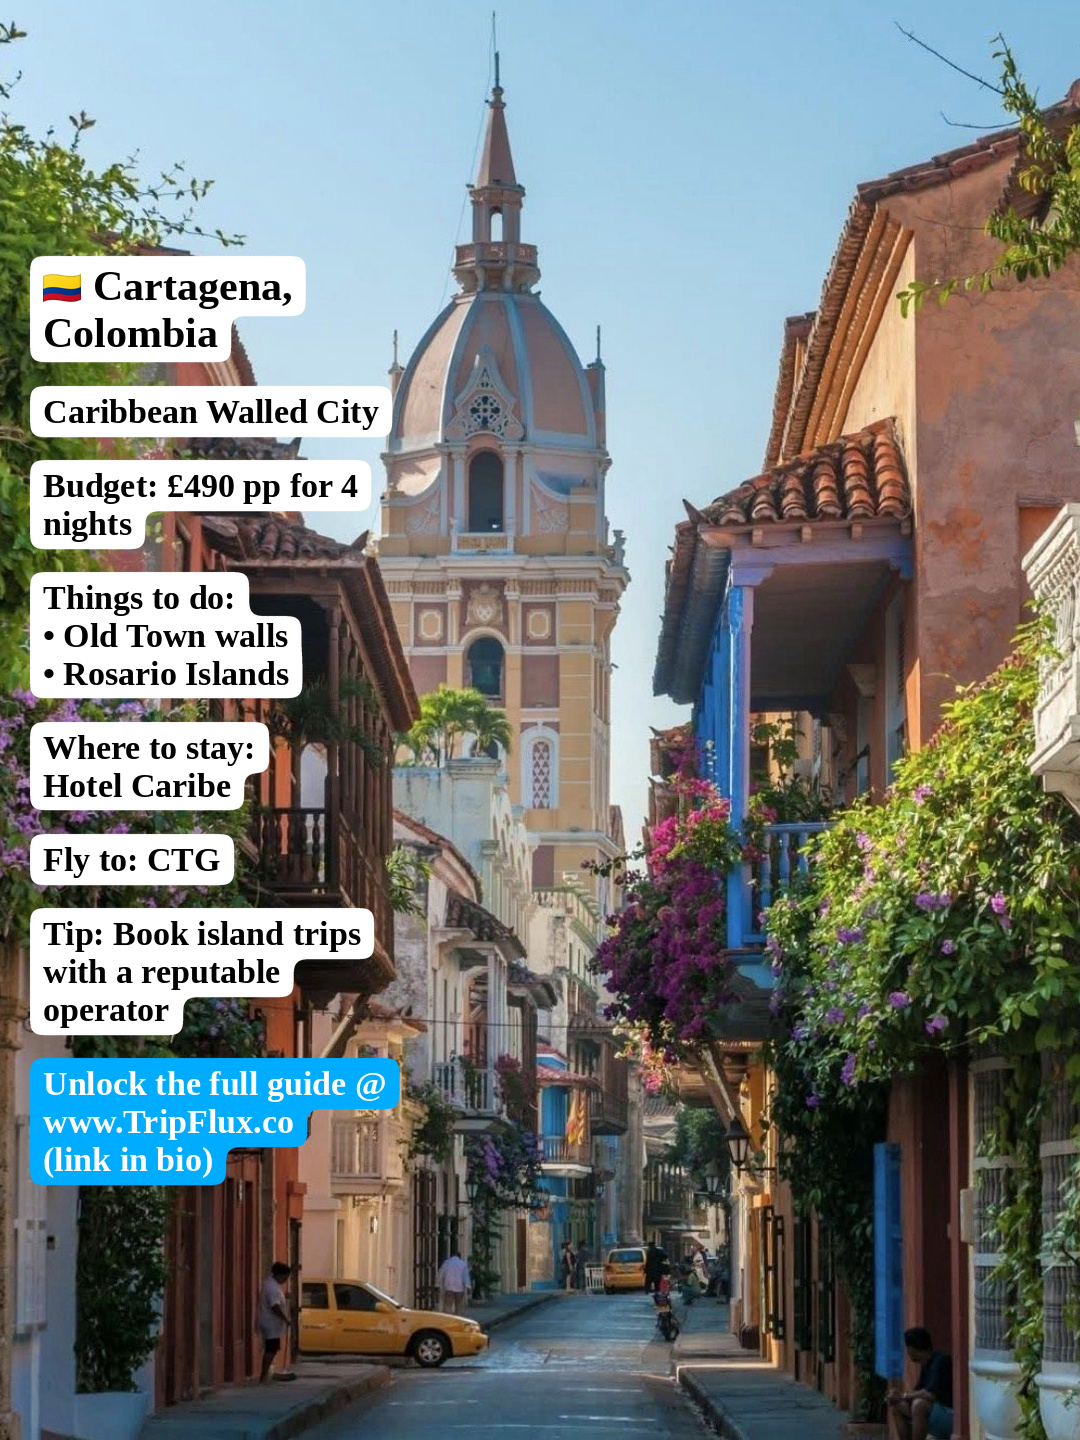 🇨🇴 Cartagena,
Colombia
Caribbean Walled City
Budget: £490 pp for 4
nights
Things to do:
• Old Town walls
• Rosario Islands
Where to stay:
Hotel Caribe
Fly to: CTG
Tip: Book island trips
with a reputable
operator
Unlock the full guide @
www.TripFlux.co
(link in bio)